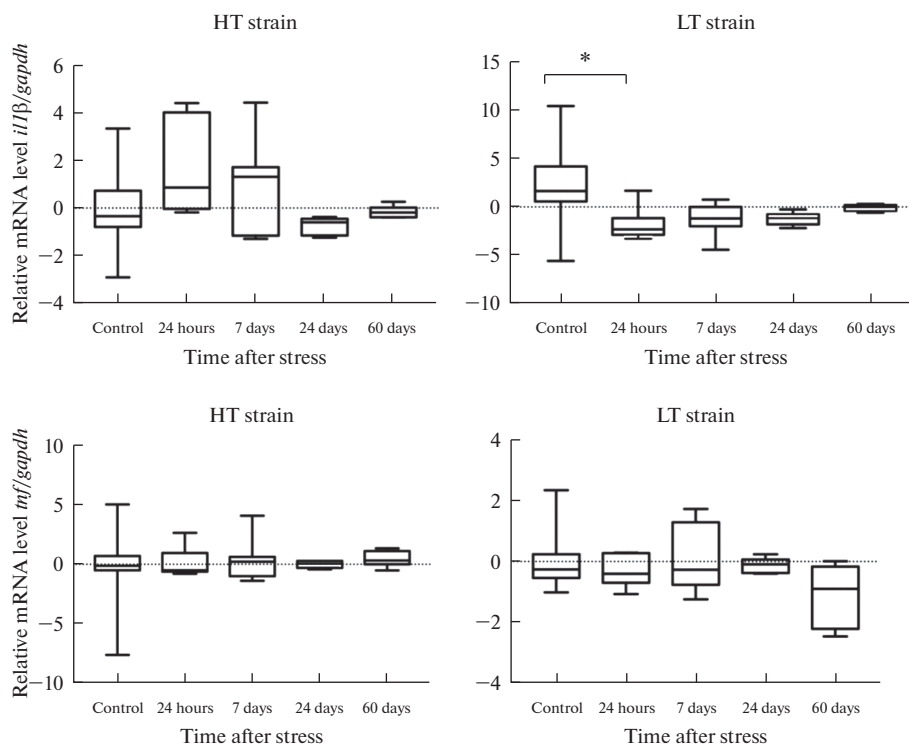 HT strain
Relative mRNA level il1β/gapdh
6
4
2
0
−2
−4
Control 24 hours 7 days 24 days 60 days
Time after stress
LT strain
*
15
10
5
0
−5
−10
Control 24 hours 7 days 24 days 60 days
Time after stress
HT strain
Relative mRNA level tnf/gapdh
10
5
0
−5
−10
Control 24 hours 7 days 24 days 60 days
Time after stress
LT strain
4
2
0
−2
−4
Control 24 hours 7 days 24 days 60 days
Time after stress